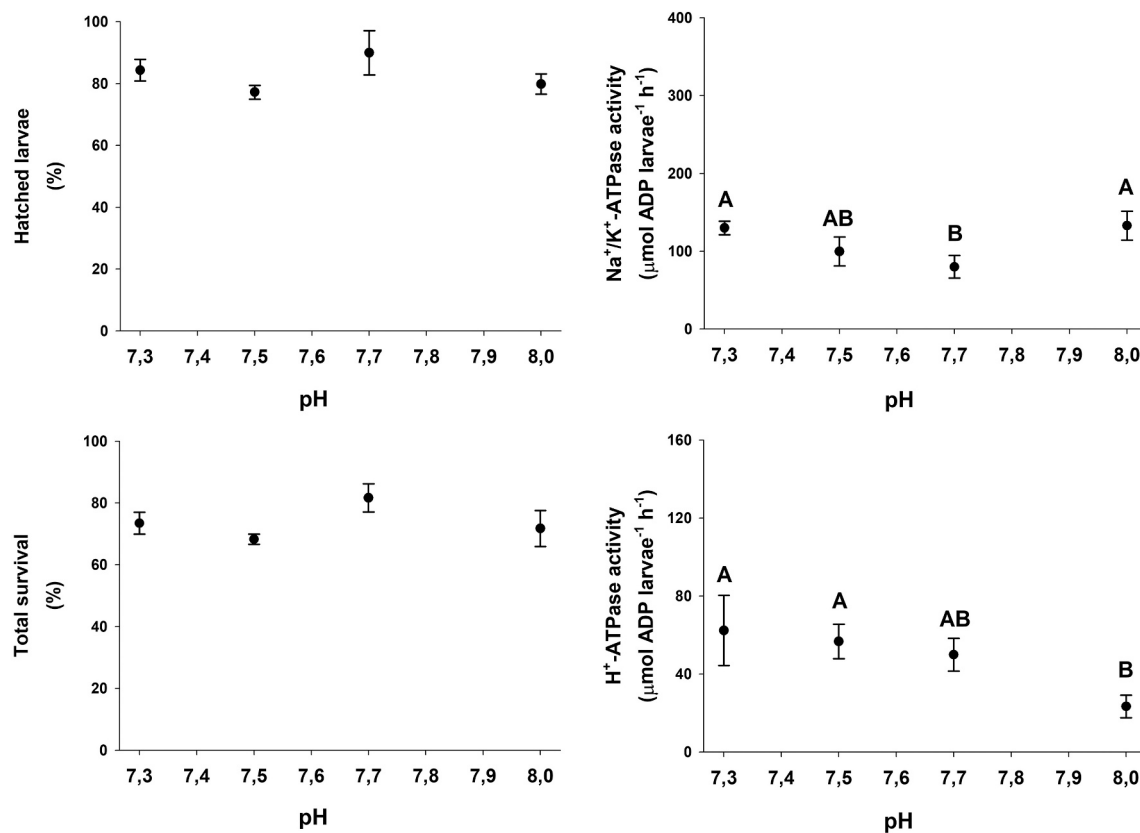 Hatched larvae
(%)
100
80
60
40
20
0
7,3 7,4 7,5 7,6 7,7 7,8 7,9 8,0
pH
Na⁺/K⁺-ATPase activity
(μmol ADP larvae⁻¹ h⁻¹)
400
300
200
100
0
A
AB
B
A
7,3 7,4 7,5 7,6 7,7 7,8 7,9 8,0
pH
Total survival
(%)
100
80
60
40
20
0
7,3 7,4 7,5 7,6 7,7 7,8 7,9 8,0
pH
H⁺-ATPase activity
(μmol ADP larvae⁻¹ h⁻¹)
160
120
80
40
0
A
A
AB
B
7,3 7,4 7,5 7,6 7,7 7,8 7,9 8,0
pH